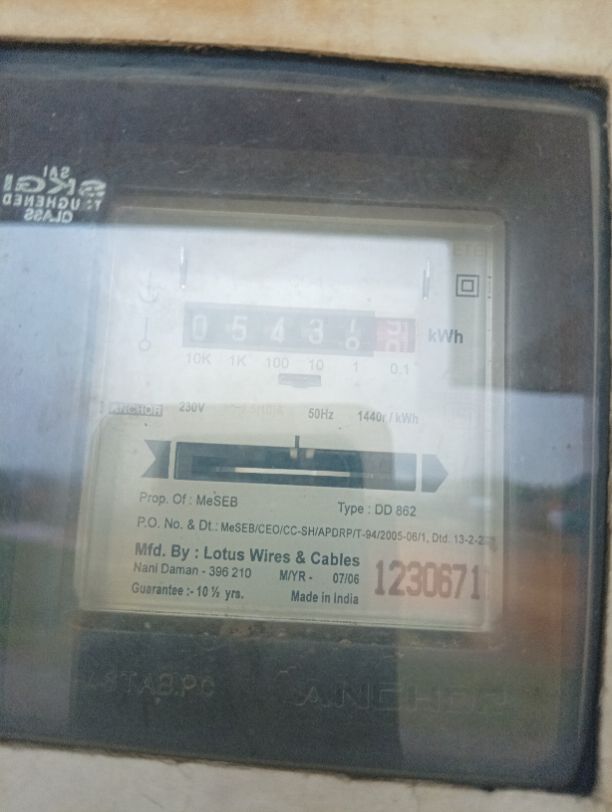 SAI
SKGI
TOUGHENED
GLASS
0 5 4 3
kWh
10K 1K 100 10 1 0.1
ANCHOR 230V 50Hz 1440r / kWh
Prop. Of : MeSEB Type : DD 862
P.O. No. & Dt.: MeSEB/CEO/CC-SH/APDRP/T-94/2005-06/1, Dtd. 13-2-
Mfd. By : Lotus Wires & Cables
Nani Daman - 396 210 M/YR - 07/06
1230671
Guarantee :- 10 ½ yrs. Made in India
ANCHOR